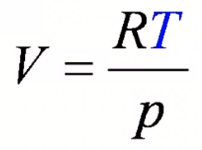 V = RT / p